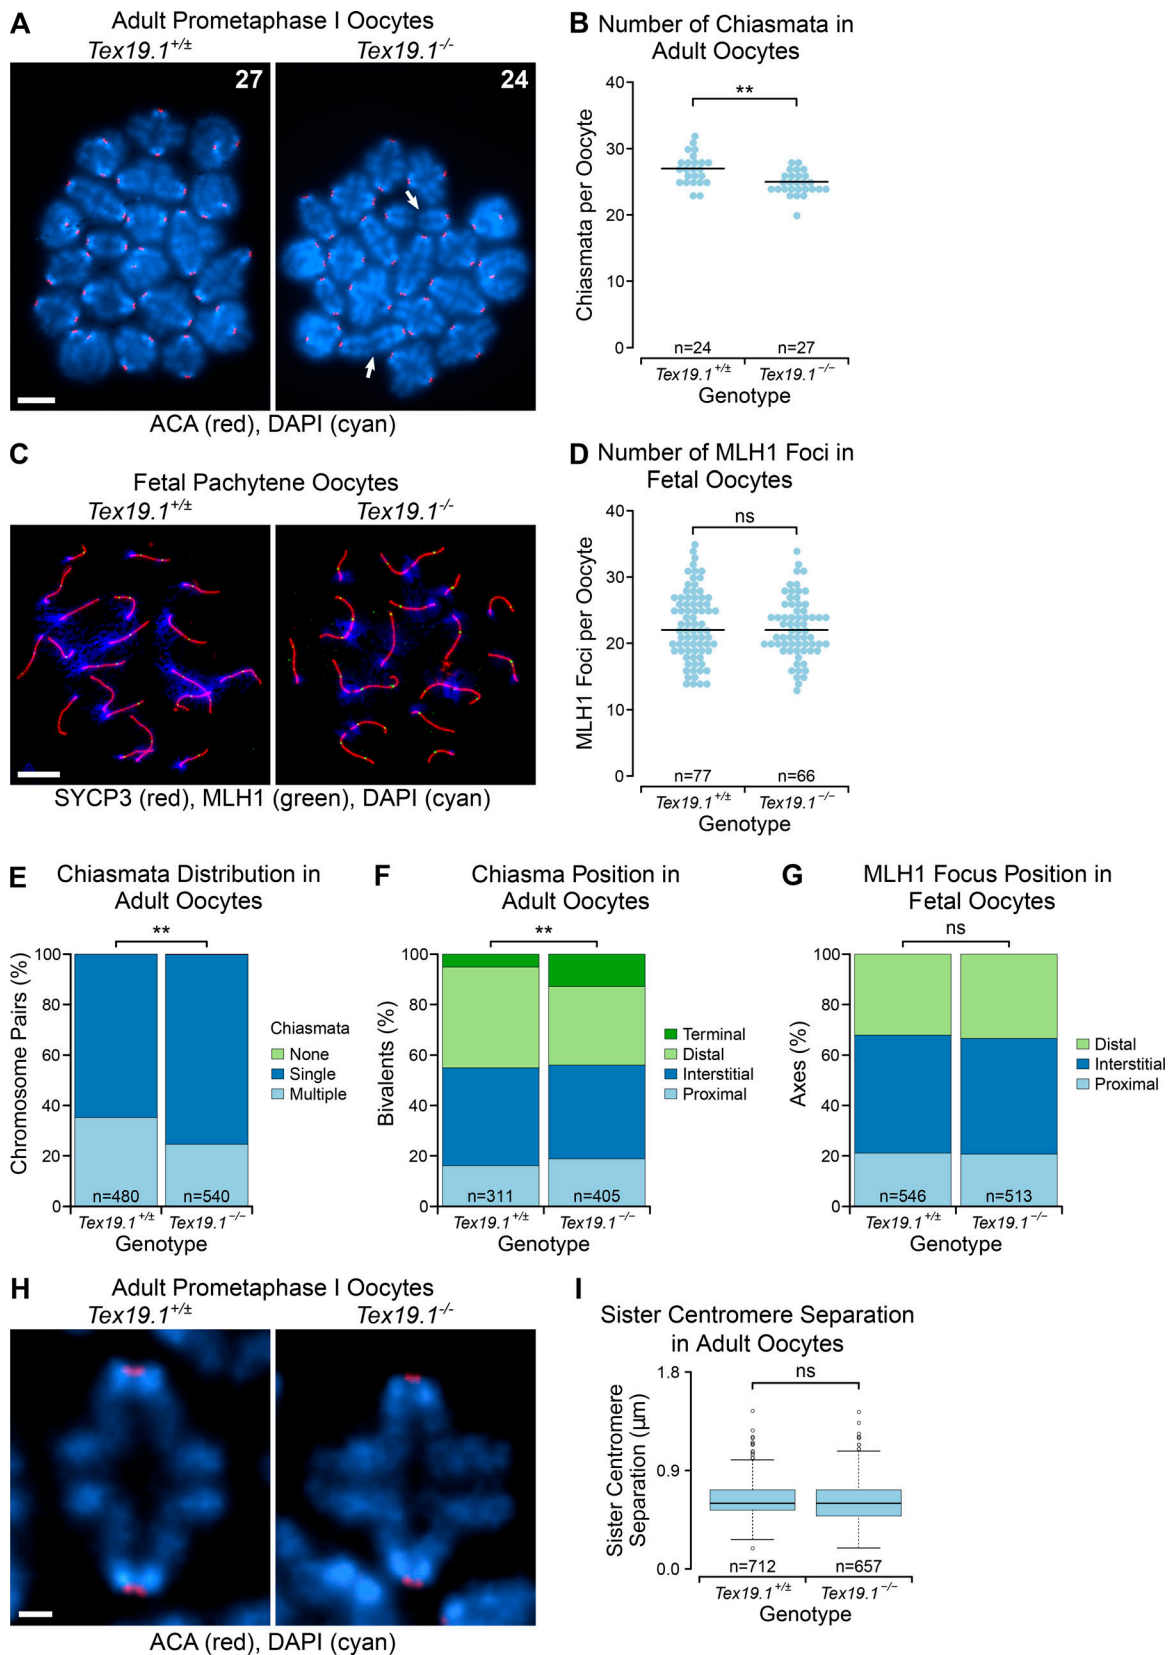 A
Adult Prometaphase I Oocytes
Tex19.1+/± Tex19.1-/-
27
24
ACA (red), DAPI (cyan)
B Number of Chiasmata in
Adult Oocytes
Chiasmata per Oocyte
40
30
20
10
0
**
n=24 n=27
Tex19.1+/± Tex19.1−/−
Genotype
C
Fetal Pachytene Oocytes
Tex19.1+/± Tex19.1-/-
SYCP3 (red), MLH1 (green), DAPI (cyan)
D Number of MLH1 Foci in
Fetal Oocytes
MLH1 Foci per Oocyte
40
30
20
10
0
ns
n=77 n=66
Tex19.1+/± Tex19.1−/−
Genotype
E Chiasmata Distribution in
Adult Oocytes
**
Chromosome Pairs (%)
100
80
60
40
20
0
n=480 n=540
Tex19.1+/± Tex19.1−/−
Genotype
Chiasmata
None
Single
Multiple
F Chiasma Position in
Adult Oocytes
**
Bivalents (%)
100
80
60
40
20
0
n=311 n=405
Tex19.1+/± Tex19.1−/−
Genotype
Terminal
Distal
Interstitial
Proximal
G MLH1 Focus Position in
Fetal Oocytes
ns
Axes (%)
100
80
60
40
20
0
n=546 n=513
Tex19.1+/± Tex19.1−/−
Genotype
Distal
Interstitial
Proximal
H Adult Prometaphase I Oocytes
Tex19.1+/± Tex19.1-/-
ACA (red), DAPI (cyan)
I
Sister Centromere Separation
in Adult Oocytes
Sister Centromere
Separation (µm)
1.8
0.9
0.0
ns
n=712 n=657
Tex19.1+/± Tex19.1−/−
Genotype